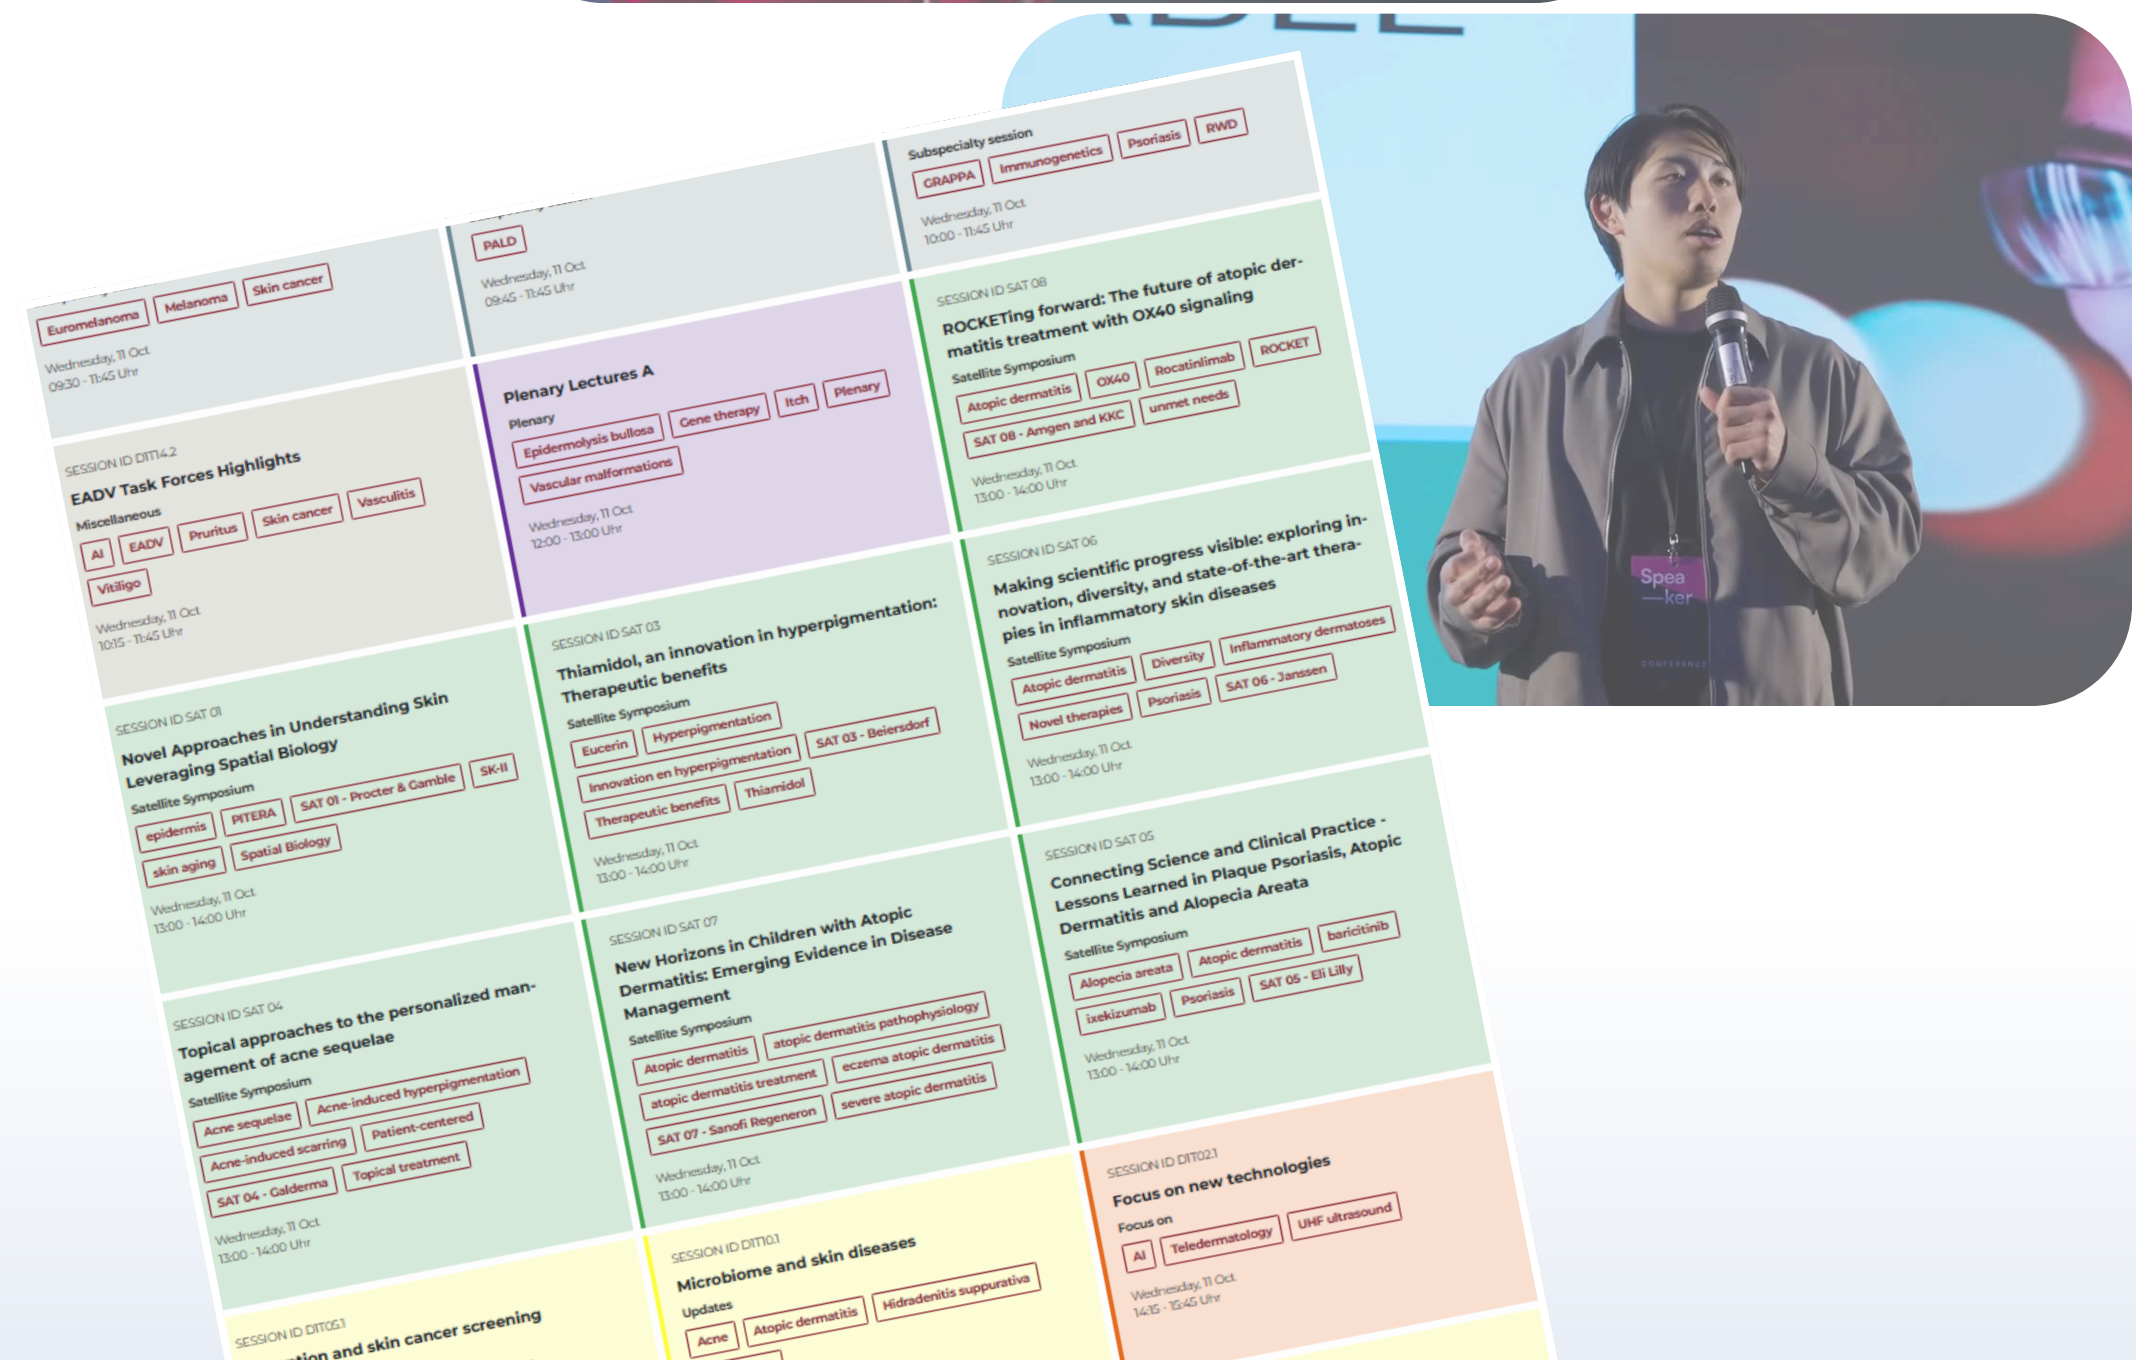 Euromelanoma Melanoma Skin cancer
Wednesday, 11 Oct
09:30 - 11:45 Uhr
PALD
Wednesday, 11 Oct
09:45 - 11:45 Uhr
Subspecialty session
GRAPPA Immunogenetics Psoriasis RWD
Wednesday, 11 Oct
10:00 - 11:45 Uhr
SESSION ID D1T14.2
EADV Task Forces Highlights
Miscellaneous
AI EADV Pruritus Skin cancer Vasculitis
Vitiligo
Wednesday, 11 Oct
10:15 - 11:45 Uhr
Plenary Lectures A
Plenary
Epidermolysis bullosa Gene therapy Itch Plenary
Vascular malformations
Wednesday, 11 Oct
12:00 - 13:00 Uhr
SESSION ID SAT 08
ROCKETing forward: The future of atopic der-
matitis treatment with OX40 signaling
Satellite Symposium
Atopic dermatitis OX40 Rocatinlimab ROCKET
SAT 08 - Amgen and KKC unmet needs
Wednesday, 11 Oct
13:00 - 14:00 Uhr
SESSION ID SAT 01
Novel Approaches in Understanding Skin
Leveraging Spatial Biology
Satellite Symposium
epidermis PITERA SAT 01 - Procter & Gamble SK-II
skin aging Spatial Biology
Wednesday, 11 Oct
13:00 - 14:00 Uhr
SESSION ID SAT 03
Thiamidol, an innovation in hyperpigmentation:
Therapeutic benefits
Satellite Symposium
Eucerin Hyperpigmentation
Innovation en hyperpigmentation SAT 03 - Beiersdorf
Therapeutic benefits Thiamidol
Wednesday, 11 Oct
13:00 - 14:00 Uhr
SESSION ID SAT 06
Making scientific progress visible: exploring in-
novation, diversity, and state-of-the-art thera-
pies in inflammatory skin diseases
Satellite Symposium
Atopic dermatitis Diversity Inflammatory dermatoses
Novel therapies Psoriasis SAT 06 - Janssen
Wednesday, 11 Oct
13:00 - 14:00 Uhr
SESSION ID SAT 04
Topical approaches to the personalized man-
agement of acne sequelae
Satellite Symposium
Acne sequelae Acne-induced hyperpigmentation
Acne-induced scarring Patient-centered
SAT 04 - Galderma Topical treatment
Wednesday, 11 Oct
13:00 - 14:00 Uhr
SESSION ID SAT 07
New Horizons in Children with Atopic
Dermatitis: Emerging Evidence in Disease
Management
Satellite Symposium
Atopic dermatitis atopic dermatitis pathophysiology
atopic dermatitis treatment eczema atopic dermatitis
SAT 07 - Sanofi Regeneron severe atopic dermatitis
Wednesday, 11 Oct
13:00 - 14:00 Uhr
SESSION ID SAT 05
Connecting Science and Clinical Practice -
Lessons Learned in Plaque Psoriasis, Atopic
Dermatitis and Alopecia Areata
Satellite Symposium
Alopecia areata Atopic dermatitis baricitinib
ixekizumab Psoriasis SAT 05 - Eli Lilly
Wednesday, 11 Oct
13:00 - 14:00 Uhr
SESSION ID D1T05.1
and skin cancer screening
SESSION ID D1T10.1
Microbiome and skin diseases
Updates
Acne Atopic dermatitis Hidradenitis suppurativa
SESSION ID D1T02.1
Focus on new technologies
Focus on
AI Teledermatology UHF ultrasound
Wednesday, 11 Oct
14:15 - 15:45 Uhr
Spea
—ker
CONFERENCE